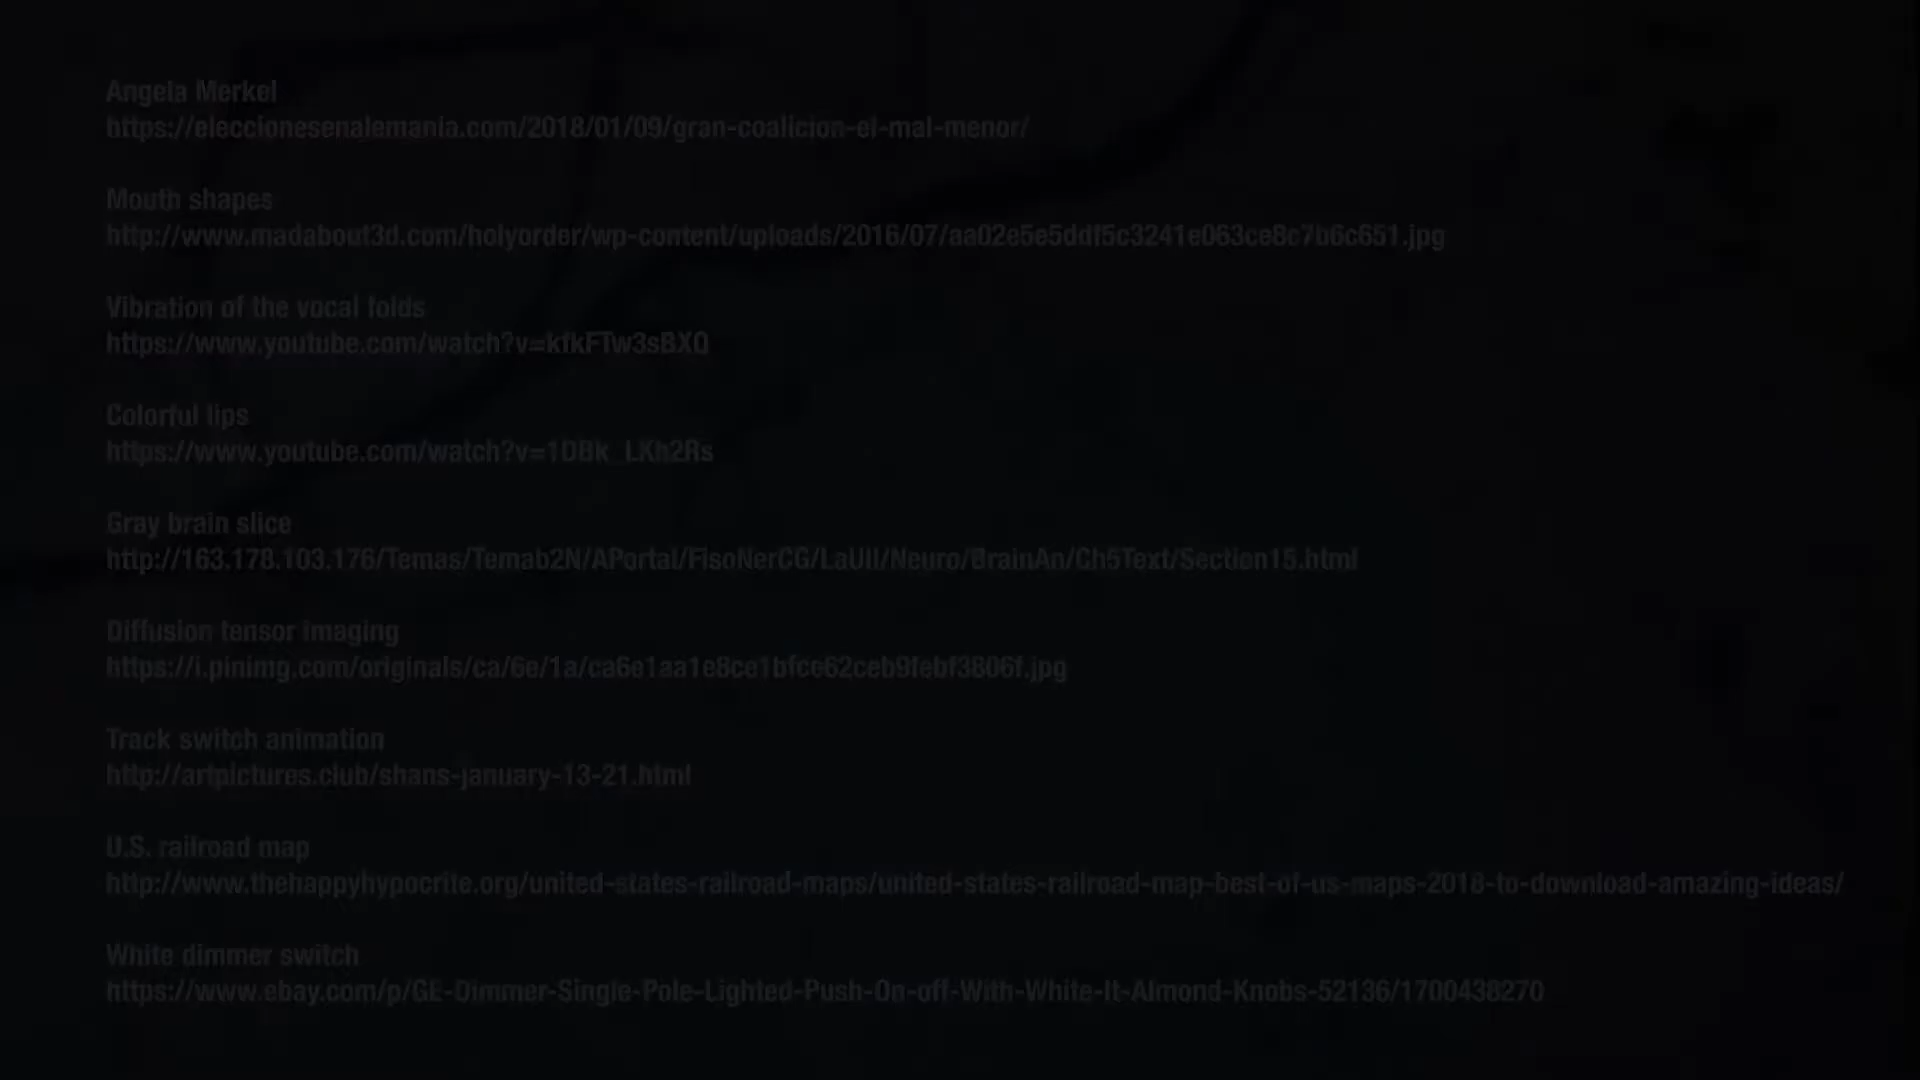 Angela Merkel
https://eleccionesenalemania.com/2018/01/09/gran-coalicion-el-mal-menor/
Mouth shapes
http://www.madabout3d.com/holyorder/wp-content/uploads/2016/07/aa02e5e5ddf5c3241e063ce8c7b6c651.jpg
Vibration of the vocal folds
https://www.youtube.com/watch?v=kfkFTw3sBXQ
Colorful lips
https://www.youtube.com/watch?v=1DBk_LKh2Rs
Gray brain slice
http://163.178.103.176/Temas/Temab2N/APortal/FisoNerCG/LaUII/Neuro/BrainAn/Ch5Text/Section15.html
Diffusion tensor imaging
https://i.pinimg.com/originals/ca/6e/1a/ca6e1aa1e8ce1bfce62ceb9febf3806f.jpg
Track switch animation
http://artpictures.club/shans-january-13-21.html
U.S. railroad map
http://www.thehappyhypocrite.org/united-states-railroad-maps/united-states-railroad-map-best-of-us-maps-2018-to-download-amazing-ideas/
White dimmer switch
https://www.ebay.com/p/GE-Dimmer-Single-Pole-Lighted-Push-On-off-With-White-It-Almond-Knobs-52136/1700438270